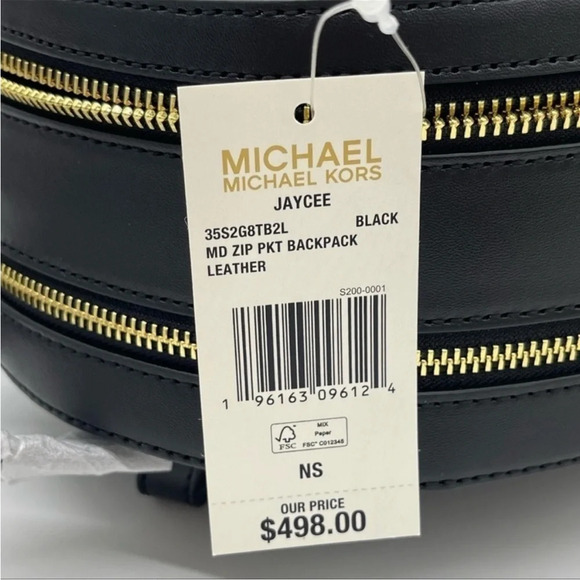 MICHAEL
MICHAEL KORS
JAYCEE
35S2G8TB2L BLACK
MD ZIP PKT BACKPACK
LEATHER
S200-0001
1 96163 09612 4
FSC
MIX
Paper
FSC® C012345
NS
OUR PRICE
$498.00